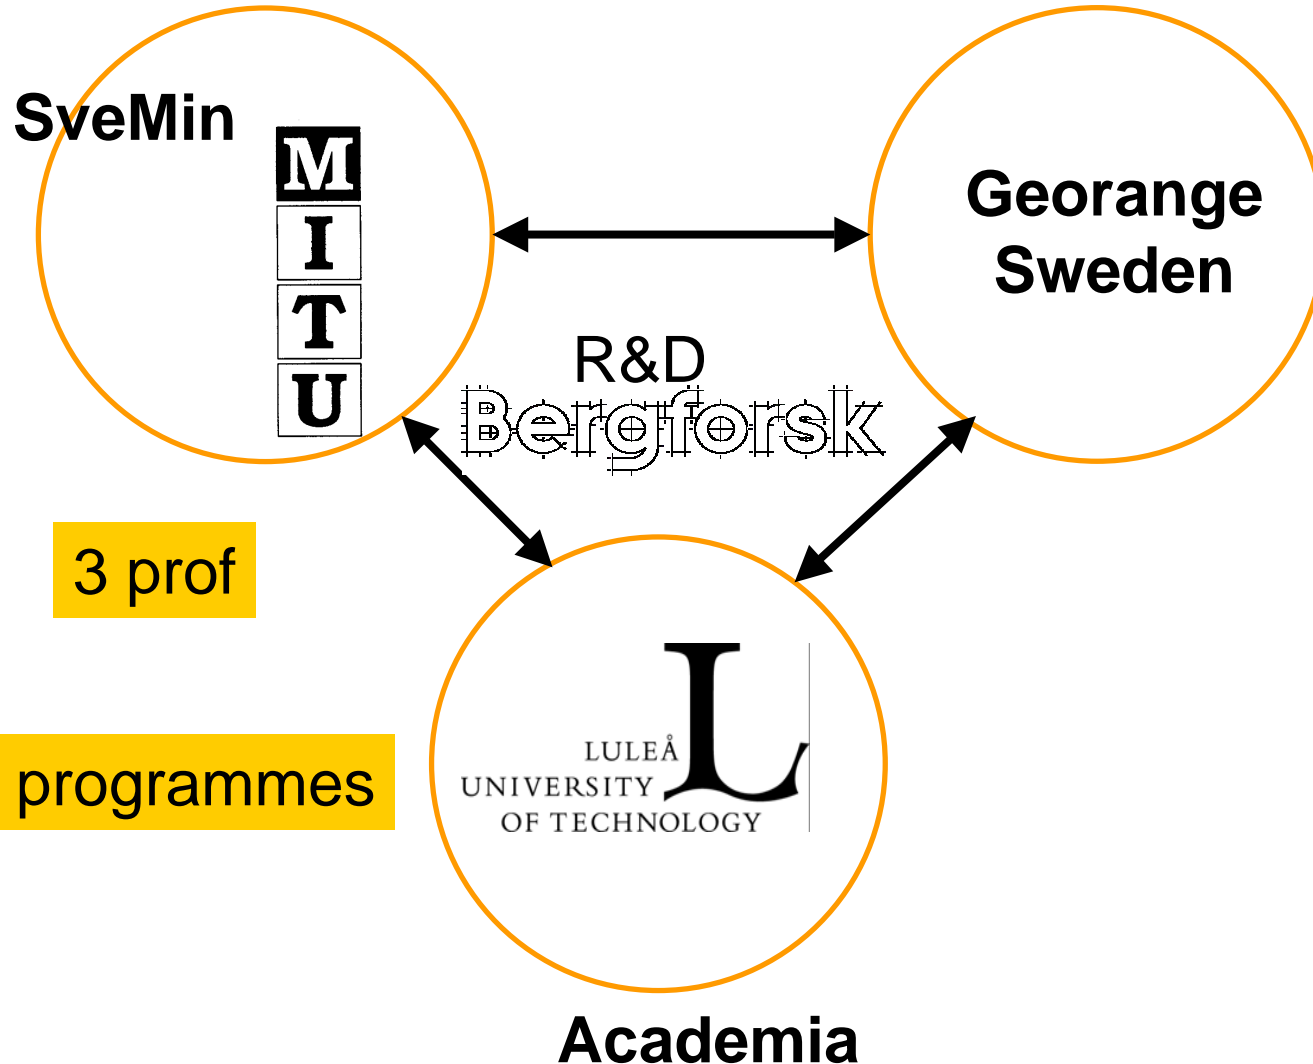 SveMin
M
I
T
U
Georange
Sweden
R&D
Bergforsk
3 prof
programmes
LULEÅ
UNIVERSITY
OF TECHNOLOGY
L
Academia